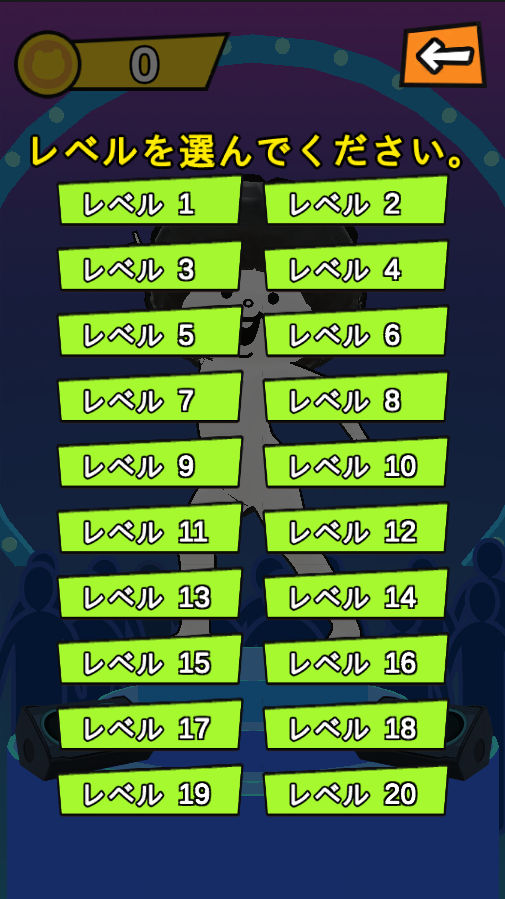 0
レベルを選んでください。
レベル 1
レベル 2
レベル 3
レベル 4
レベル 5
レベル 6
レベル 7
レベル 8
レベル 9
レベル 10
レベル 11
レベル 12
レベル 13
レベル 14
レベル 15
レベル 16
レベル 17
レベル 18
レベル 19
レベル 20